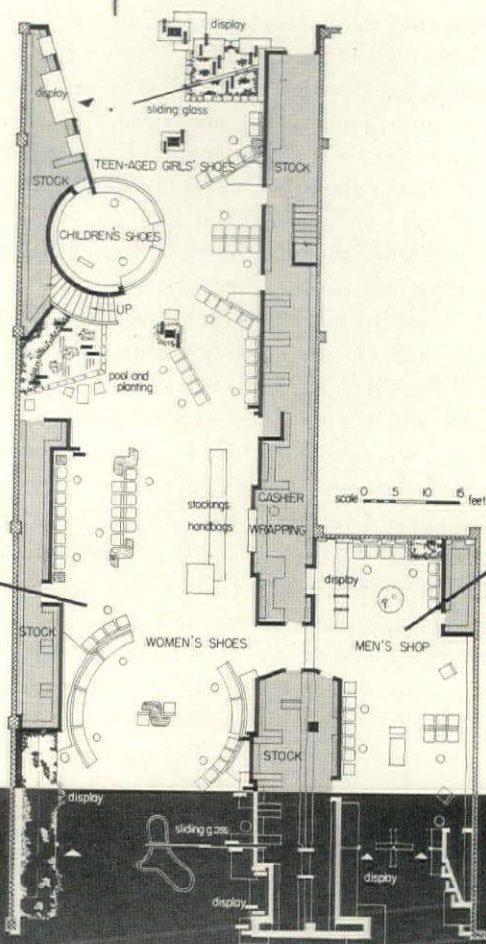 display
display
sliding glass
TEEN-AGED GIRLS' SHOES
STOCK
STOCK
CHILDREN'S SHOES
UP
pool and
planting
stockings
handbags
CASHIER
WRAPPING
scale 0 5 10 15 feet
display
STOCK
WOMEN'S SHOES
MEN'S SHOP
STOCK
display
sliding glass
display
display